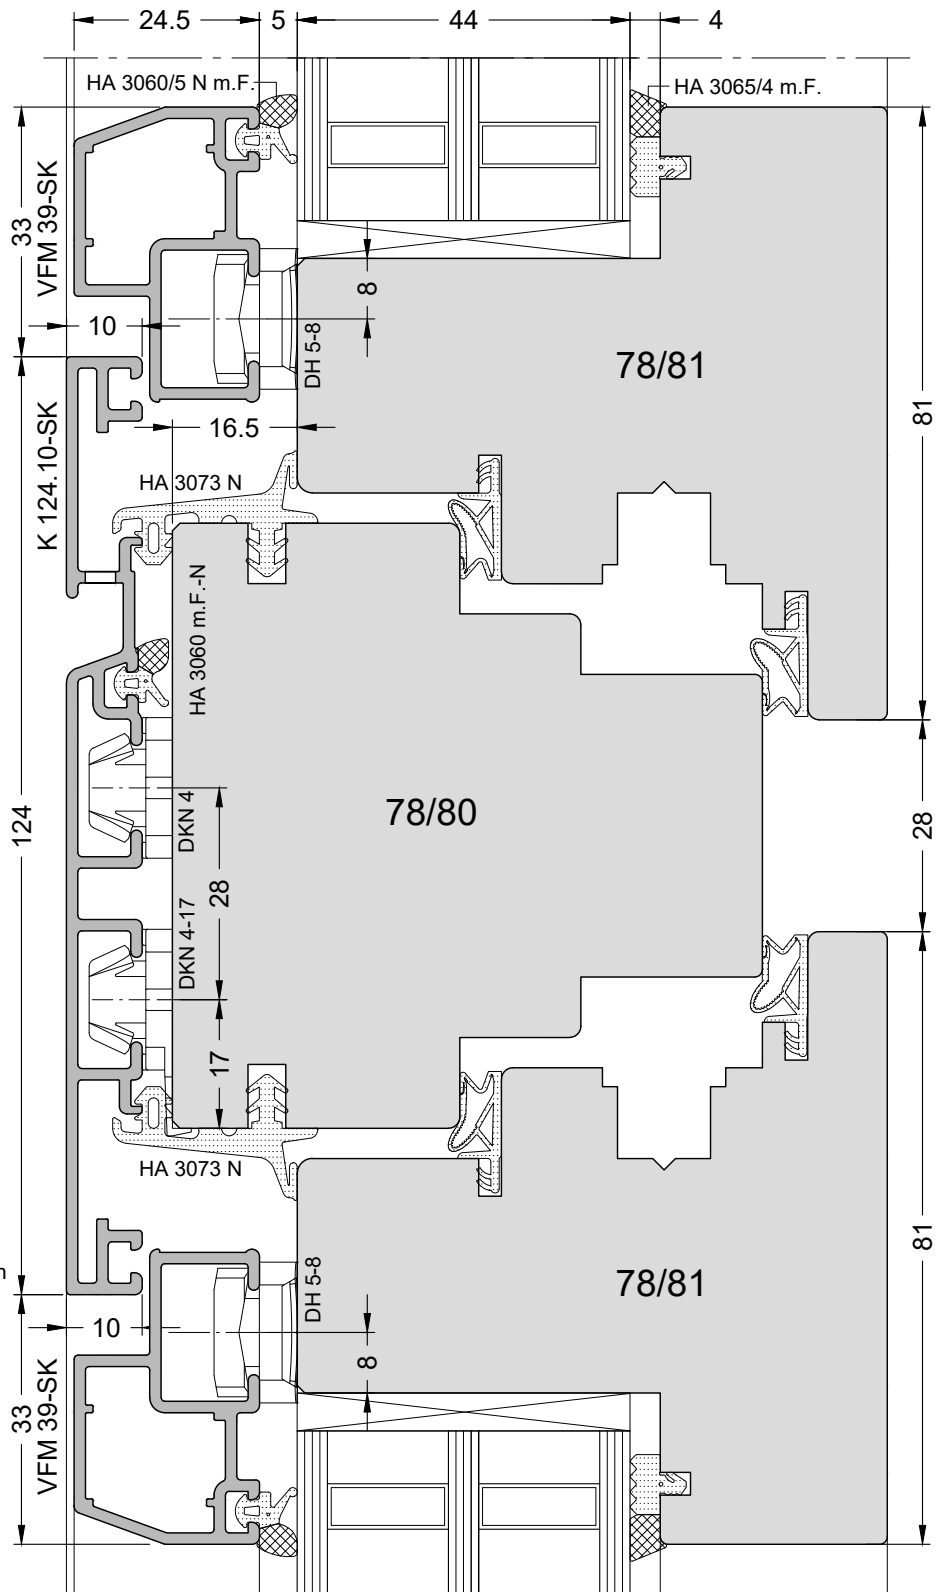 24.5
5
44
4
HA 3060/5 N m.F.
HA 3065/4 m.F.
33
VFM 39-SK
8
10
DH 5-8
78/81
81
K 124.10-SK
16.5
HA 3073 N
HA 3060 m.F.-N
124
78/80
DKN 4
28
28
DKN 4-17
17
HA 3073 N
81
78/81
DH 5-8
10
8
33
VFM 39-SK